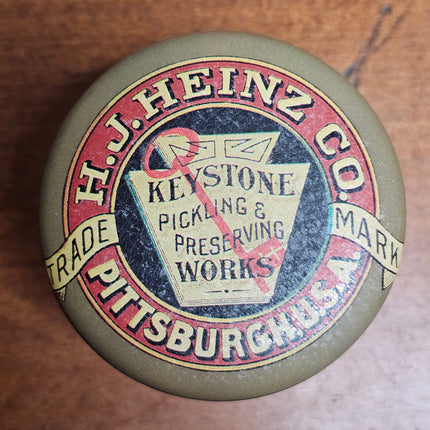 H.J. HEINZ CO.
KEYSTONE
PICKLING &
PRESERVING
WORKS
TRADE MARK
PITTSBURGH U.S.A.